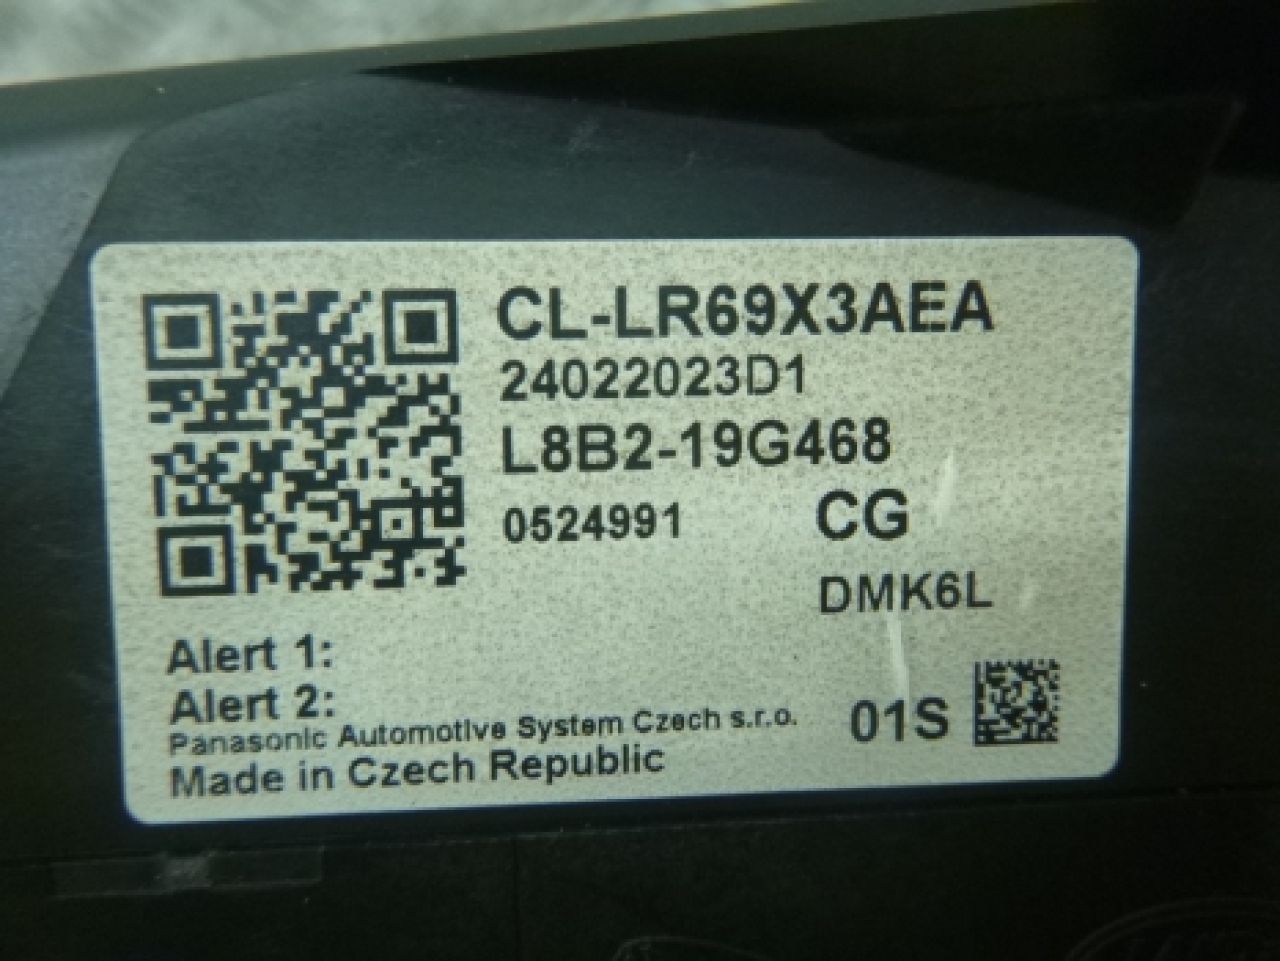 CL-LR69X3AEA
24022023D1
L8B2-19G468
0524991 CG
DMK6L
Alert 1:
Alert 2:
01S
Panasonic Automotive System Czech s.r.o.
Made in Czech Republic